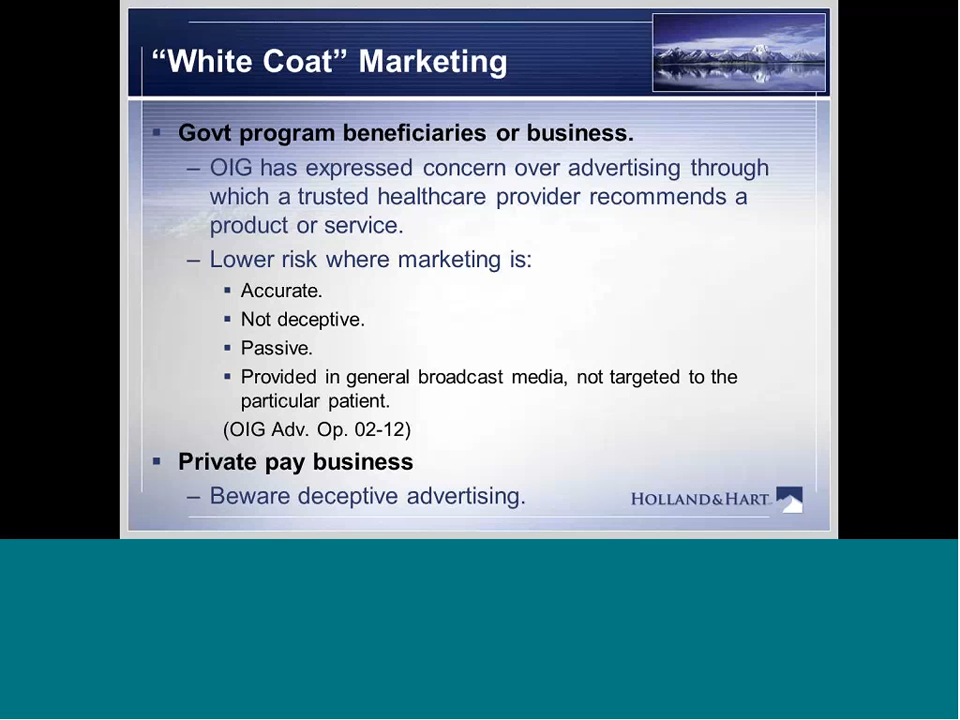 “White Coat” Marketing
▪ Govt program beneficiaries or business.
– OIG has expressed concern over advertising through
which a trusted healthcare provider recommends a
product or service.
– Lower risk where marketing is:
▪ Accurate.
▪ Not deceptive.
▪ Passive.
▪ Provided in general broadcast media, not targeted to the
particular patient.
(OIG Adv. Op. 02-12)
▪ Private pay business
– Beware deceptive advertising.
HOLLAND&HART